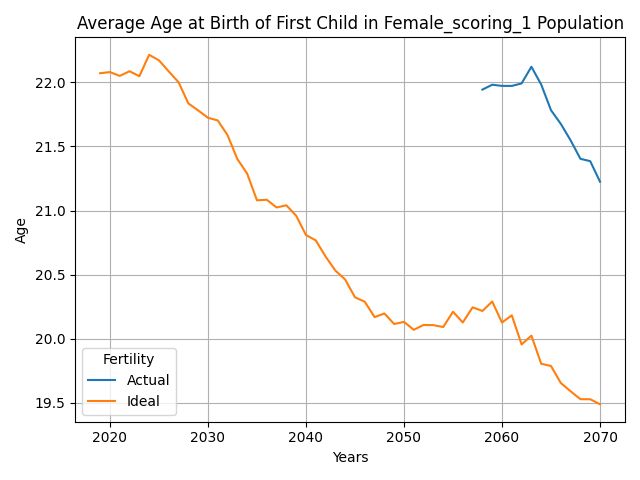 Average Age at Birth of First Child in Female_scoring_1 Population
Age
22.0
21.5
21.0
20.5
20.0
19.5
Fertility
Actual
Ideal
2020 2030 2040 2050 2060 2070
Years